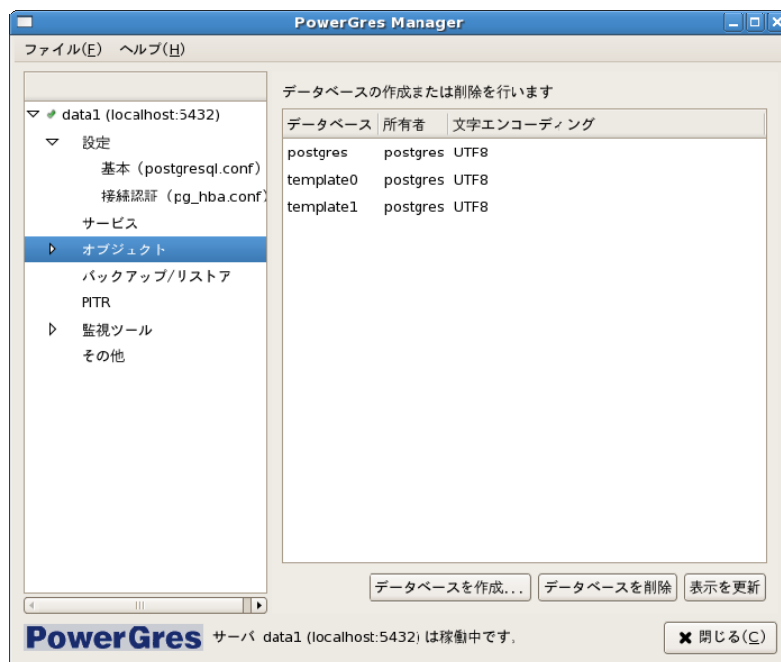 PowerGres Manager
ファイル(F) ヘルプ(H)
data1 (localhost:5432)
設定
基本（postgresql.conf）
接続認証（pg_hba.conf）
サービス
オブジェクト
バックアップ/リストア
PITR
監視ツール
その他
データベースの作成または削除を行います
データベース 所有者 文字エンコーディング
postgres postgres UTF8
template0 postgres UTF8
template1 postgres UTF8
データベースを作成... データベースを削除 表示を更新
PowerGres サーバ data1 (localhost:5432) は稼働中です。 閉じる(C)